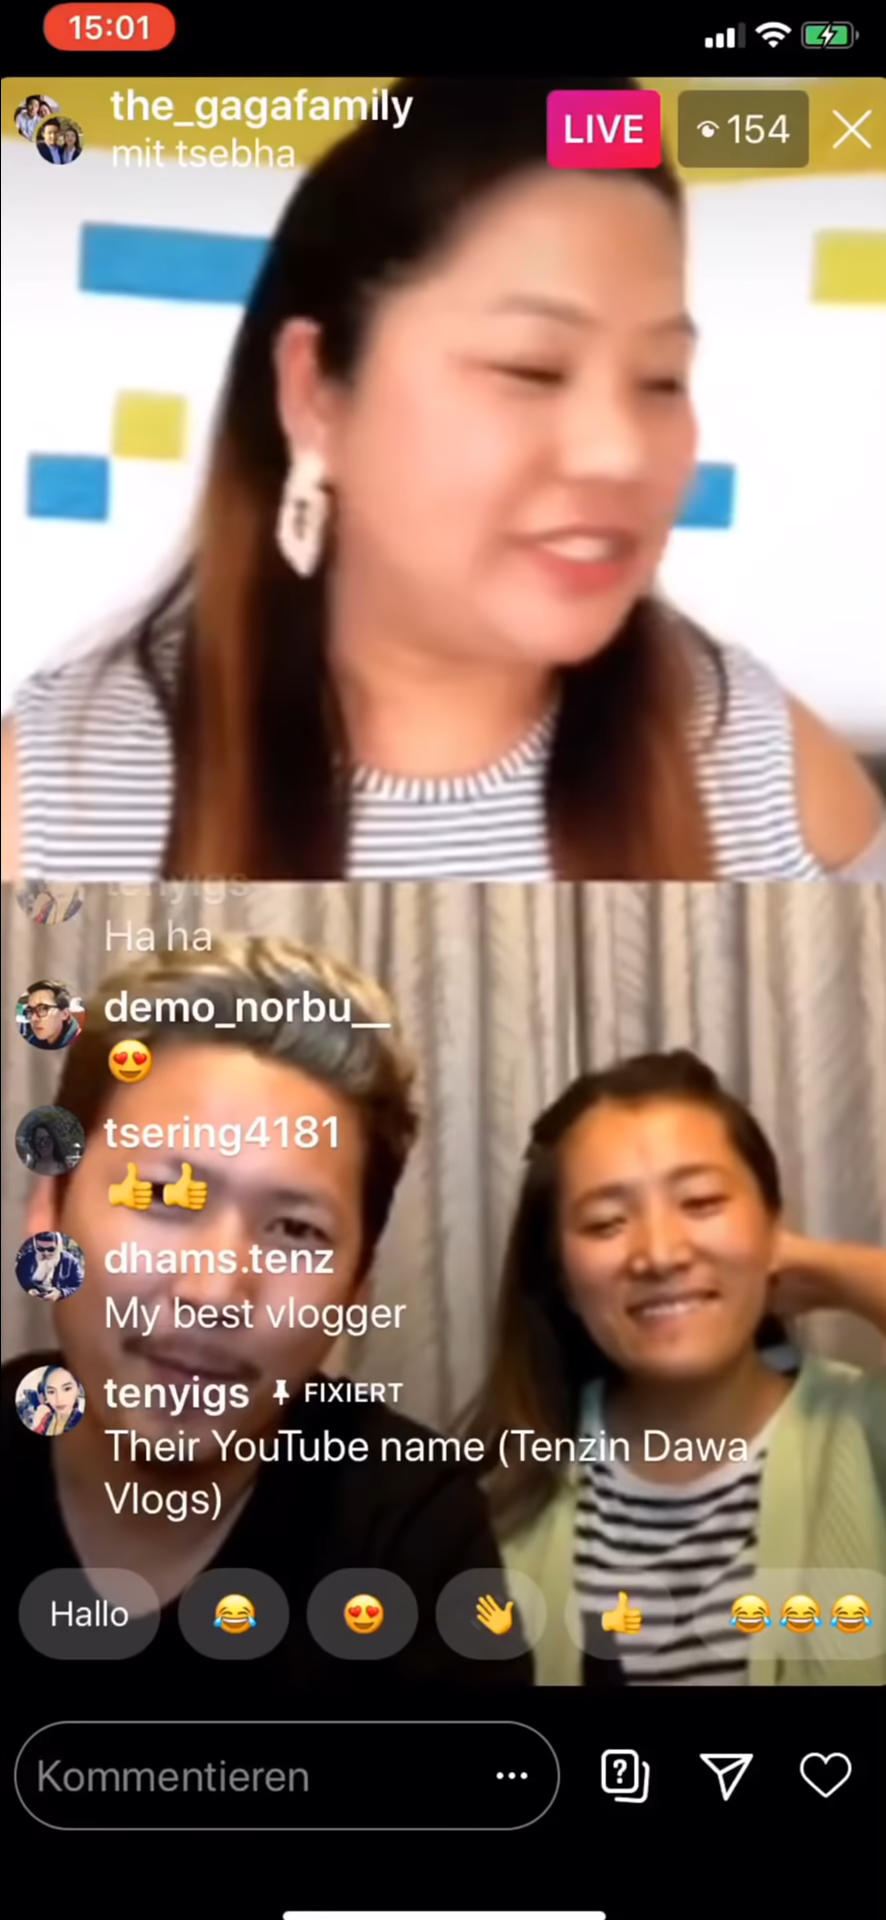 15:01
the_gagafamily
mit tsebha
LIVE
154
tenyigs
Ha ha
demo_norbu__
😍
tsering4181
👍👍
dhams.tenz
My best vlogger
tenyigs FIXIERT
Their YouTube name (Tenzin Dawa
Vlogs)
Hallo 😂 😍 👋 👍 😂😂😂
Kommentieren